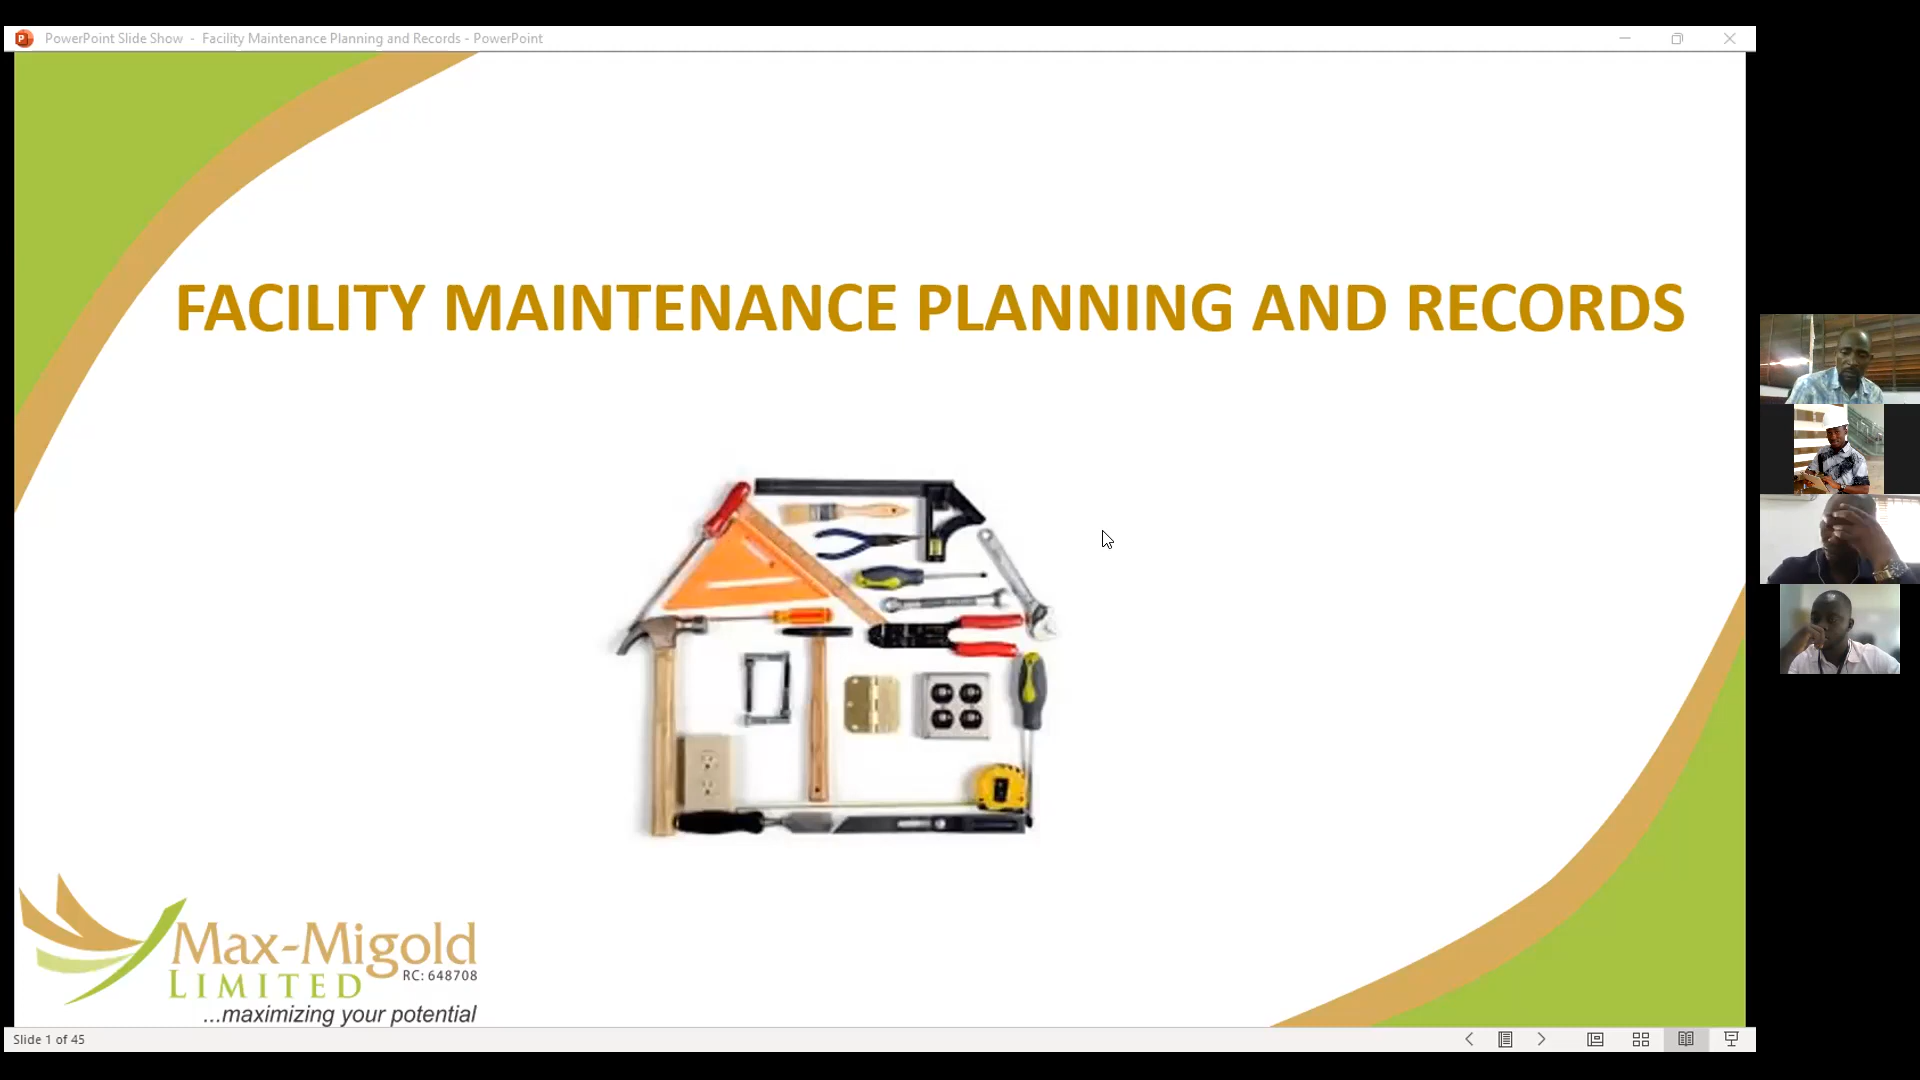 PowerPoint Slide Show - Facility Maintenance Planning and Records - PowerPoint
FACILITY MAINTENANCE PLANNING AND RECORDS
Max-Migold
LIMITED
RC: 648708
...maximizing your potential
Slide 1 of 45